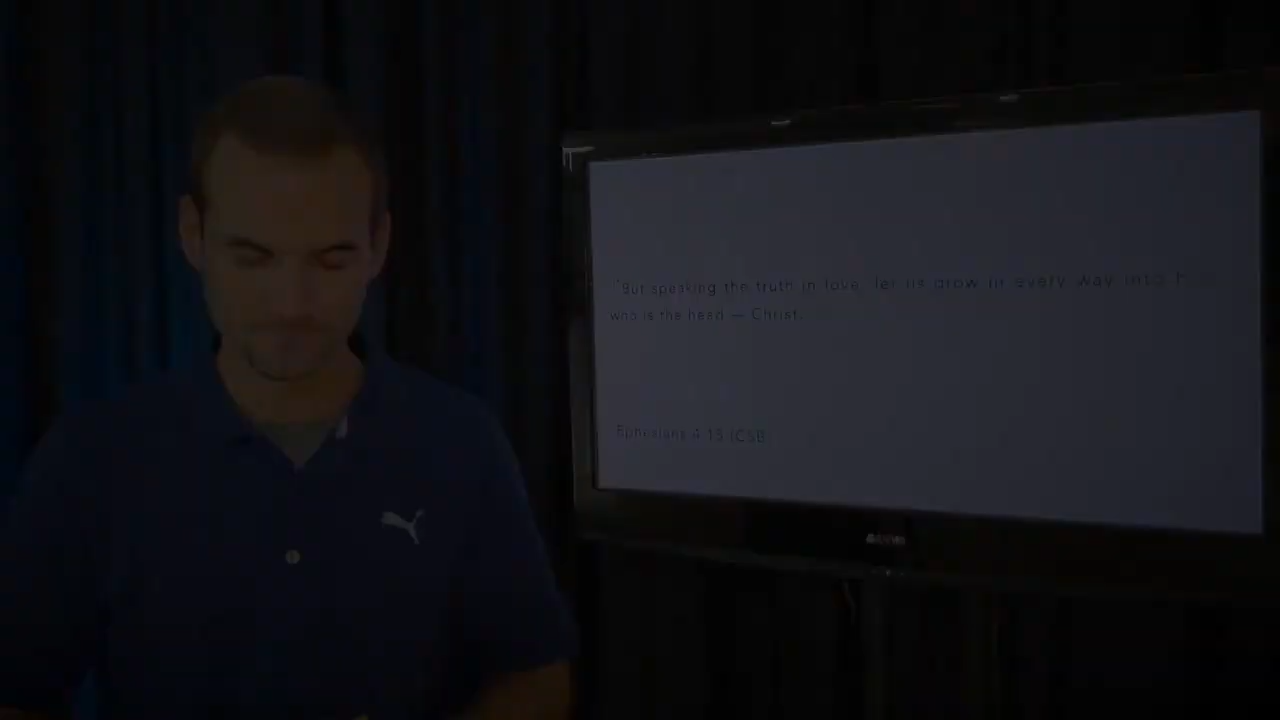 "But speaking the truth in love, let us grow in every way into
who is the head — Christ.
Ephesians 4:15 (CSB)
SANYO